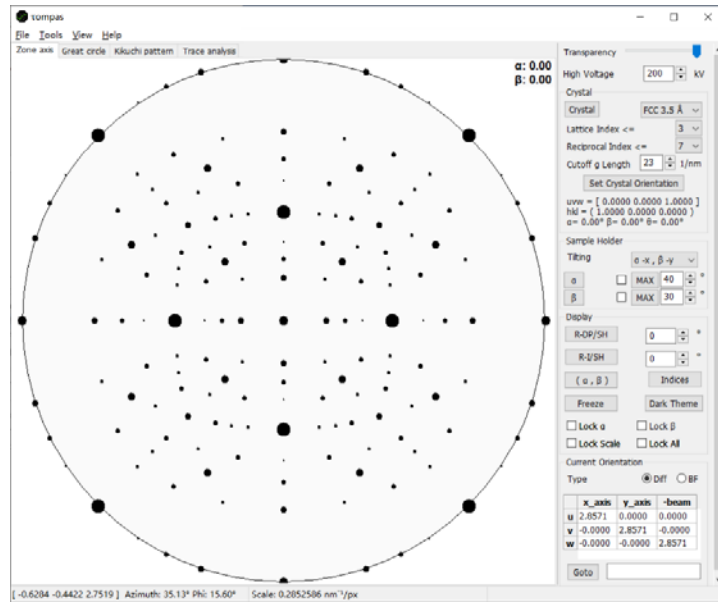 tompas
File Tools View Help
Zone axis Great circle Kikuchi pattern Trace analysis
α: 0.00
β: 0.00
Transparency
High Voltage 200 kV
Crystal
Crystal FCC 3.5 Å
Lattice Index <= 3
Reciprocal Index <= 7
Cutoff g Length 23 1/nm
Set Crystal Orientation
uvw = [ 0.0000 0.0000 1.0000 ]
hkl = ( 1.0000 0.0000 0.0000 )
α= 0.00° β= 0.00° θ= 0.00°
Sample Holder
Tilting α -x , β -y
α MAX 40 °
β MAX 30 °
Display
R-DP/SH 0 °
R-I/SH 0 °
( α , β ) Indices
Freeze Dark Theme
Lock α Lock β
Lock Scale Lock All
Current Orientation
Type Diff BF
x_axis y_axis -beam
u 2.8571 0.0000 0.0000
v -0.0000 2.8571 -0.0000
w -0.0000 -0.0000 2.8571
Goto
[ -0.6284 -0.4422 2.7519 ] Azimuth: 35.13° Phi: 15.60° Scale: 0.2852586 nm⁻¹/px